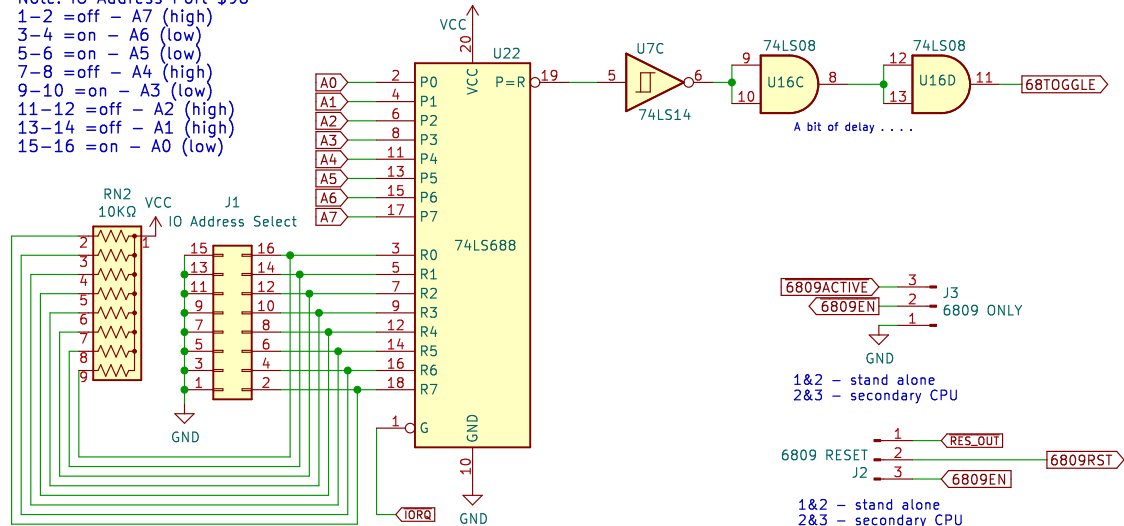 1-2 =off - A7 (high)
3-4 =on - A6 (low)
5-6 =on - A5 (low)
7-8 =off - A4 (high)
9-10 =on - A3 (low)
11-12 =off - A2 (high)
13-14 =off - A1 (high)
15-16 =on - A0 (low)
VCC
20
U22
VCC
A0 2 P0
P=R 19
A1 4 P1
A2 6 P2
A3 8 P3
A4 11 P4
A5 13 P5
A6 15 P6
A7 17 P7
74LS688
3 R0
5 R1
7 R2
9 R3
12 R4
14 R5
16 R6
18 R7
1 G
GND
10
GND
IORQ
U7C
5 6
74LS14
74LS08
9
10
U16C
8
74LS08
12
13
U16D
11
68TOGGLE
A bit of delay . . . .
RN2
10KΩ
VCC
1
2
3
4
5
6
7
8
9
J1
IO Address Select
15 16
13 14
11 12
9 10
7 8
5 6
3 4
1 2
GND
6809ACTIVE 3
6809EN 2
1
J3
6809 ONLY
GND
1&2 - stand alone
2&3 - secondary CPU
1 RES_OUT
6809 RESET 2 6809RST
J2 3 6809EN
1&2 - stand alone
2&3 - secondary CPU